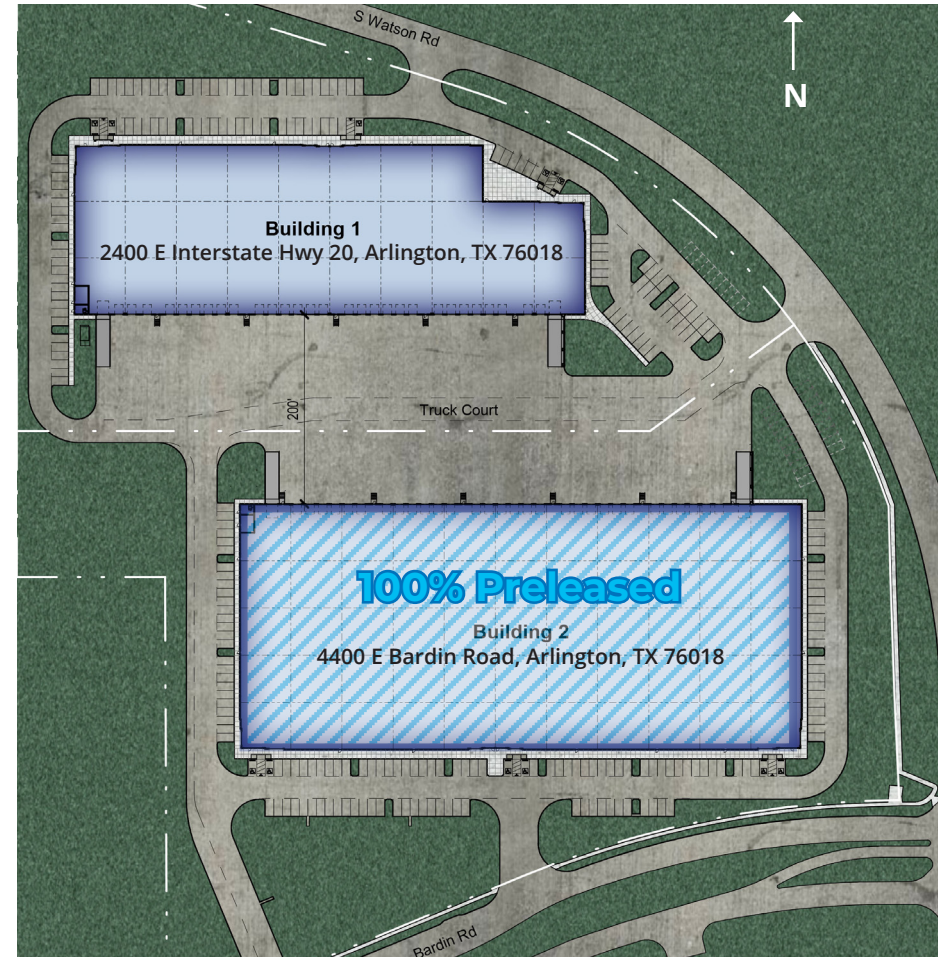 S Watson Rd
N
Building 1
2400 E Interstate Hwy 20, Arlington, TX 76018
200'
Truck Court
100% Preleased
Building 2
4400 E Bardin Road, Arlington, TX 76018
Bardin Rd